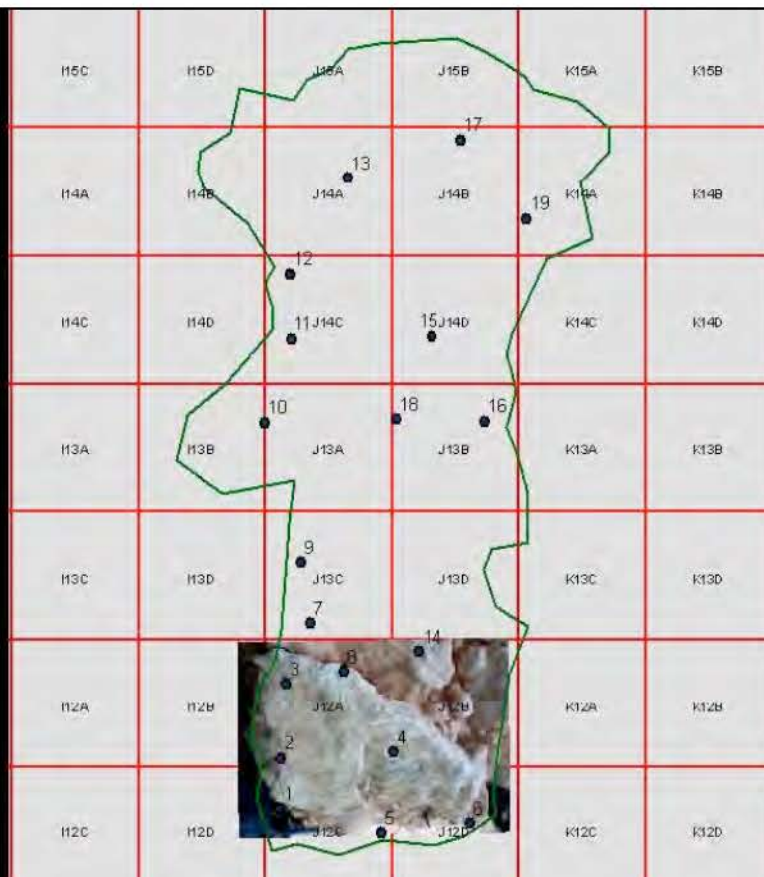 I15C I15D J15A J15B K15A K15B
17
13
I14A I14B J14A J14B K14A K14B
19
12
I14C I14D 11 J14C 15 J14D K14C K14D
10 18 16
I13A I13B J13A J13B K13A K13B
9
I13C I13D J13C J13D K13C K13D
7
14
3 8
I12A I12B J12A J12B K12A K12B
2 4
1
I12C I12D J12C 5 J12D 6 K12C K12D